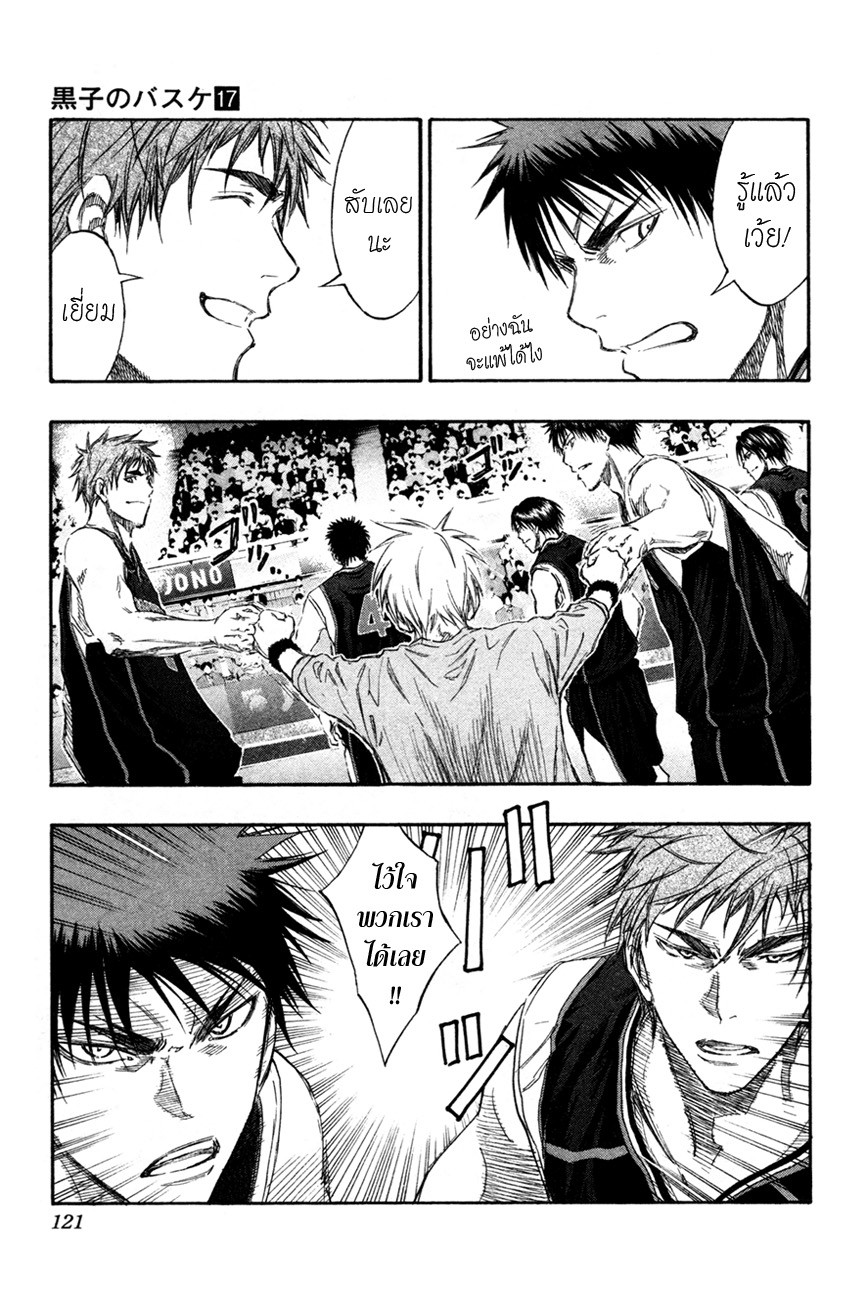 黒子のバスケ17
รู้แล้ว
เว้ย!
อย่างฉัน
จะแพ้ได้ไง
สับเลย
นะ
เยี่ยม
JONO
4
8
ไว้ใจ
พวกเรา
ได้เลย
!!
121